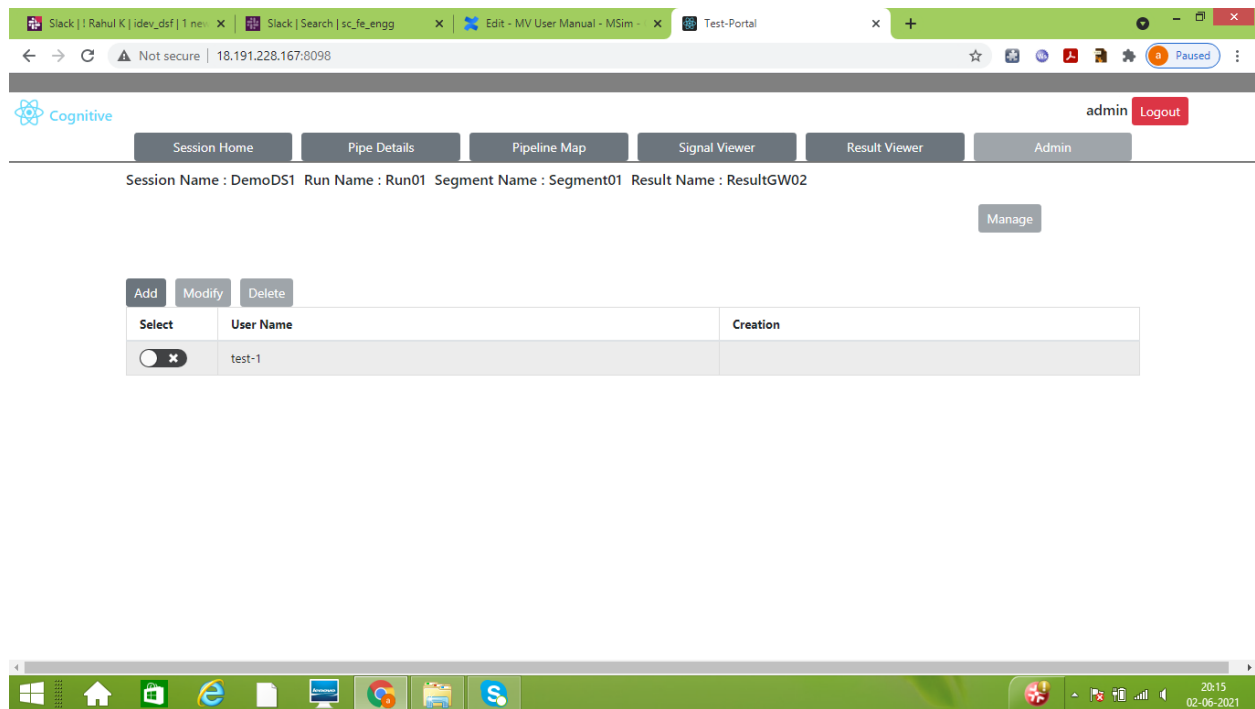 Slack | ! Rahul K | idev_dsf | 1 ne
Slack | Search | sc_fe_engg
Edit - MV User Manual - MSim -
Test-Portal
Not secure | 18.191.228.167:8098
a Paused
Cognitive
admin Logout
Session Home Pipe Details Pipeline Map Signal Viewer Result Viewer Admin
Session Name : DemoDS1 Run Name : Run01 Segment Name : Segment01 Result Name : ResultGW02
Manage
Add Modify Delete
Select User Name Creation
test-1
20:15
02-06-2021